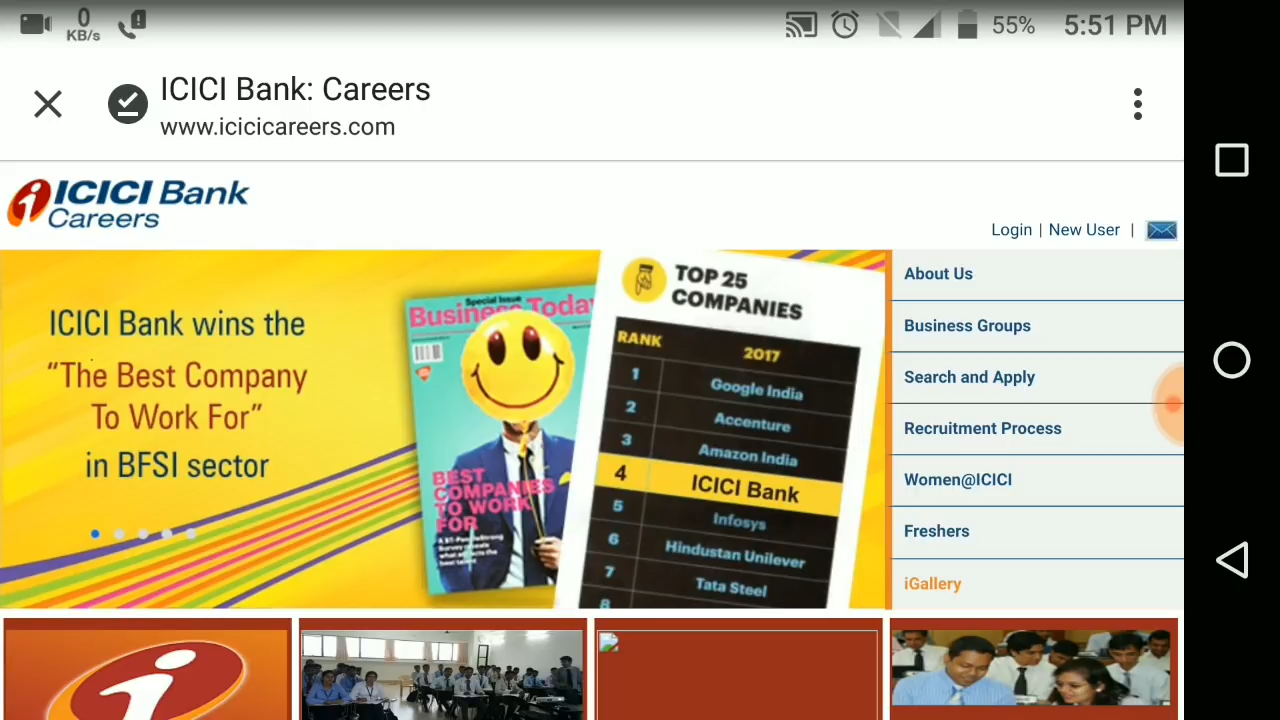 0
KB/s
55%
5:51 PM
ICICI Bank: Careers
www.icicicareers.com
ICICI Bank
Careers
Login | New User |
ICICI Bank wins the
“The Best Company
To Work For”
in BFSI sector
Special Issue
Business Today
BEST
COMPANIES
TO WORK
FOR
TOP 25
COMPANIES
RANK 2017
1 Google India
2 Accenture
3 Amazon India
4 ICICI Bank
5 Infosys
6 Hindustan Unilever
7 Tata Steel
8
About Us
Business Groups
Search and Apply
Recruitment Process
Women@ICICI
Freshers
iGallery